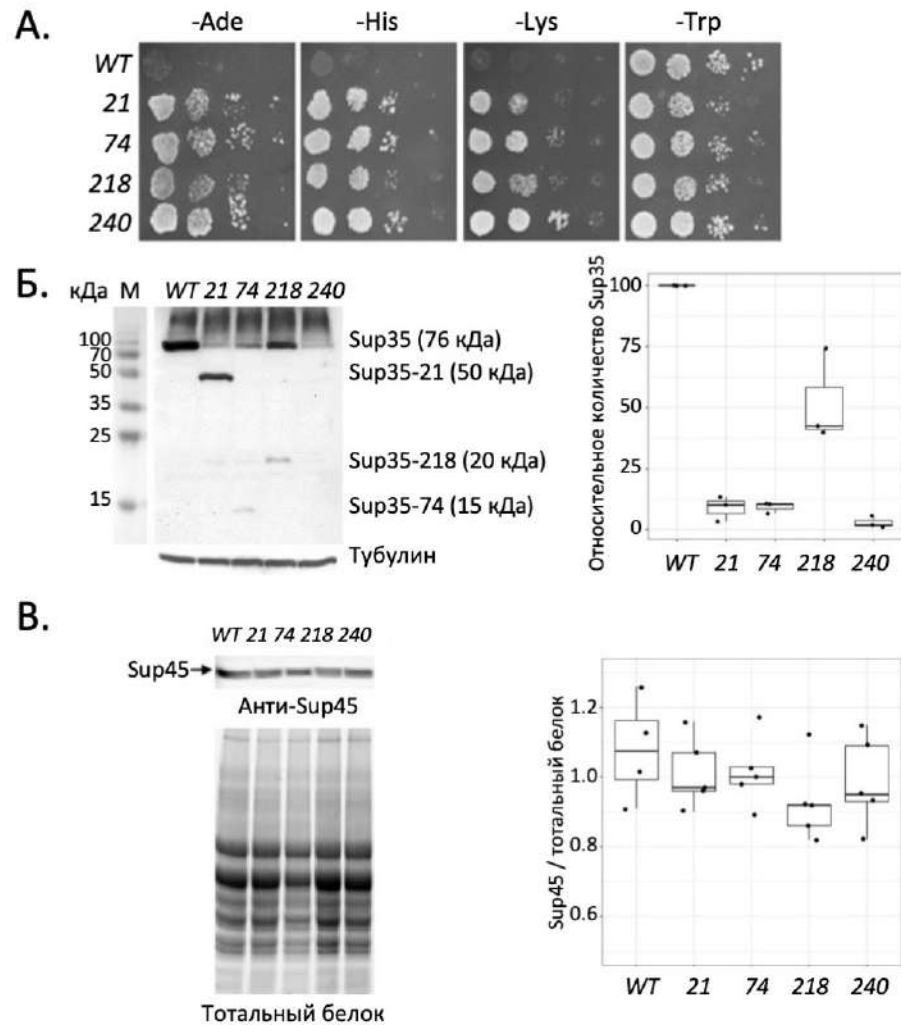 А.
-Ade -His -Lys -Trp
WT
21
74
218
240
Б.
кДа М WT 21 74 218 240
100
70
50
35
25
15
Sup35 (76 кДа)
Sup35-21 (50 кДа)
Sup35-218 (20 кДа)
Sup35-74 (15 кДа)
Тубулин
Относительное количество Sup35
100
75
50
25
0
WT 21 74 218 240
В.
WT 21 74 218 240
Sup45
Анти-Sup45
Тотальный белок
Sup45 / тотальный белок
1.2
1.0
0.8
0.6
WT 21 74 218 240